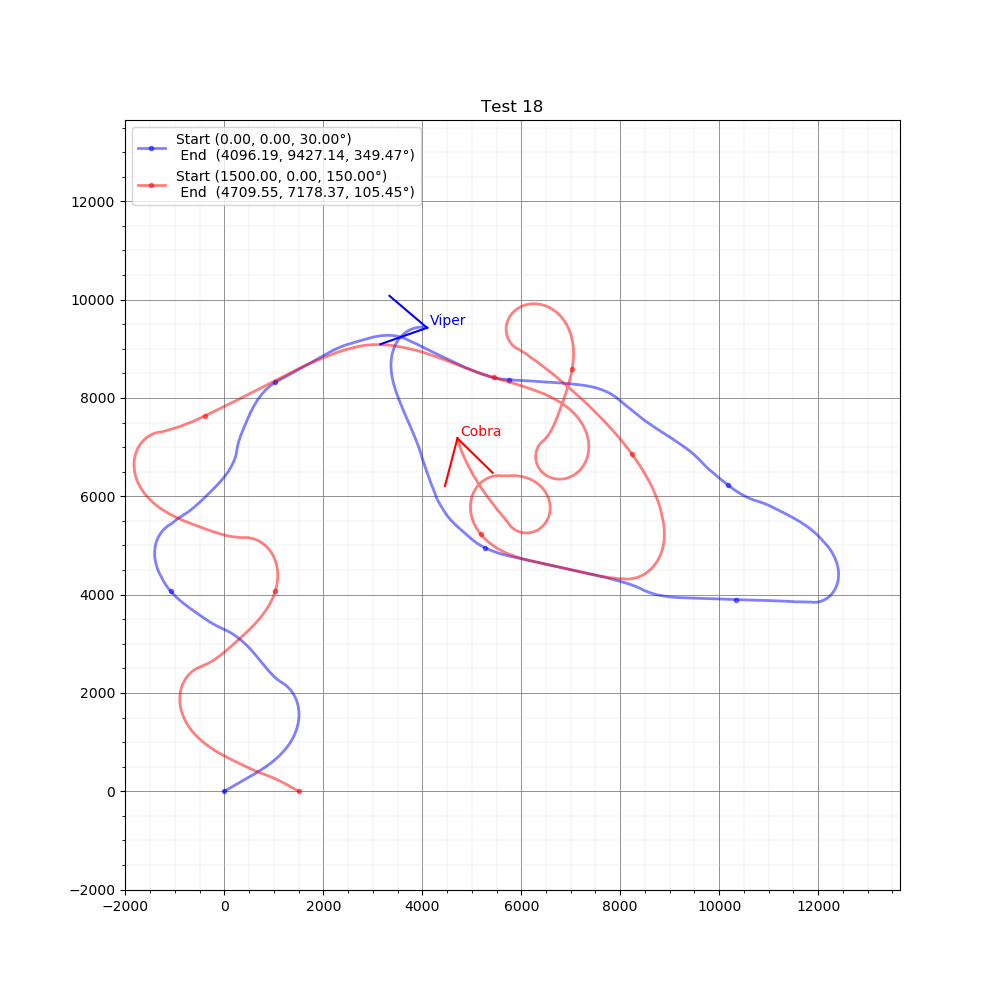 Test 18
Start (0.00, 0.00, 30.00°)
End (4096.19, 9427.14, 349.47°)
Start (1500.00, 0.00, 150.00°)
End (4709.55, 7178.37, 105.45°)
12000
10000
Viper
8000
Cobra
6000
4000
2000
0
−2000
−2000 0 2000 4000 6000 8000 10000 12000